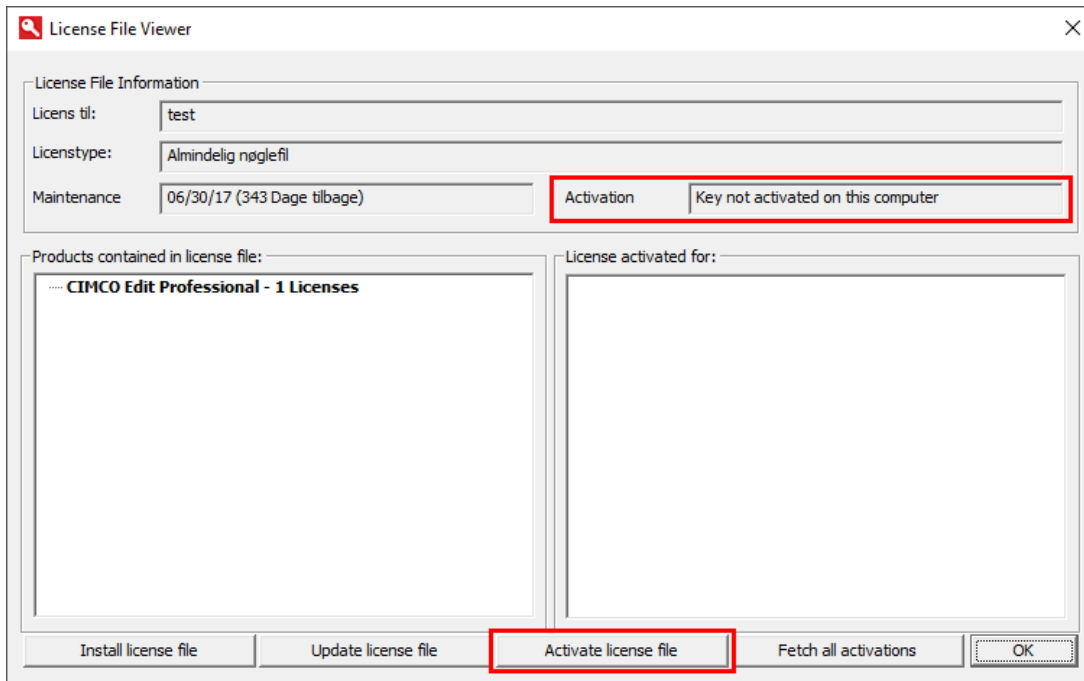 License File Viewer
License File Information
Licens til:
test
Licenstype:
Almindelig nøglefil
Maintenance
06/30/17 (343 Dage tilbage)
Activation
Key not activated on this computer
Products contained in license file:
CIMCO Edit Professional - 1 Licenses
License activated for:
Install license file
Update license file
Activate license file
Fetch all activations
OK